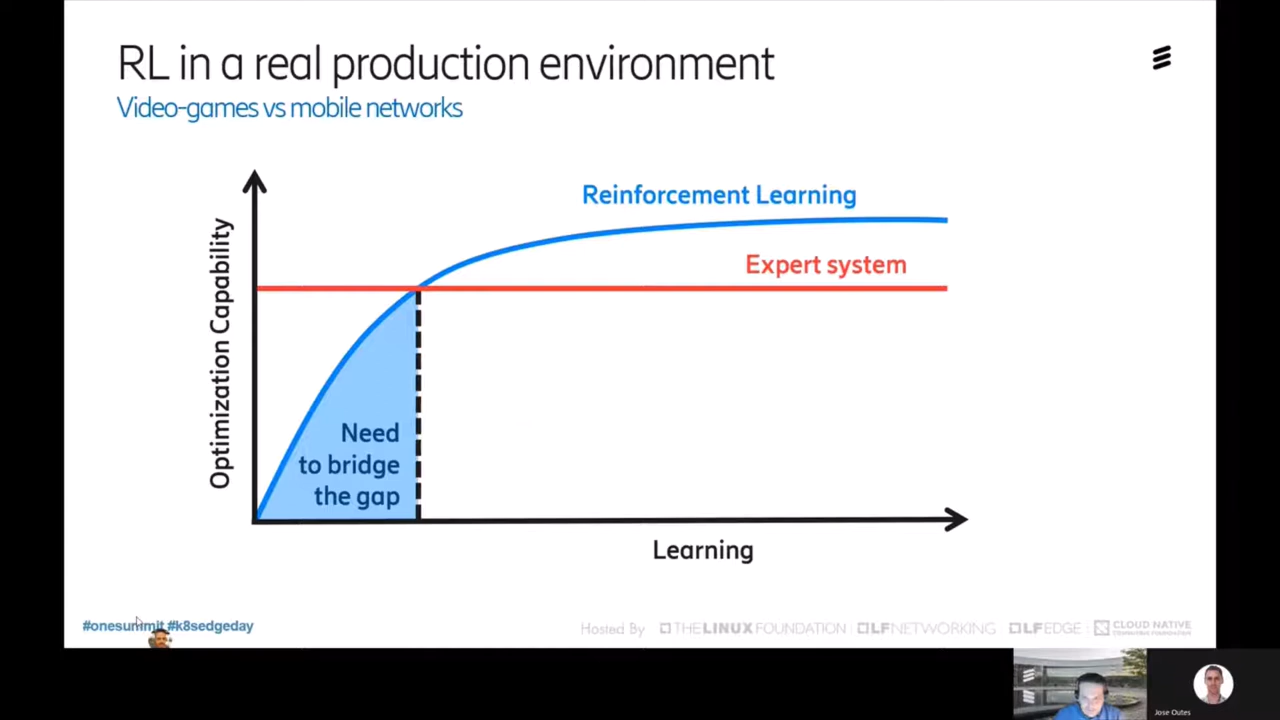 RL in a real production environment
Video-games vs mobile networks
Optimization Capability
Reinforcement Learning
Expert system
Need
to bridge
the gap
Learning
#onesummit #k8sedgeday
Hosted By
THE LINUX FOUNDATION
LFNETWORKING
LFEDGE
CLOUD NATIVE
COMPUTING FOUNDATION
Jose Outes